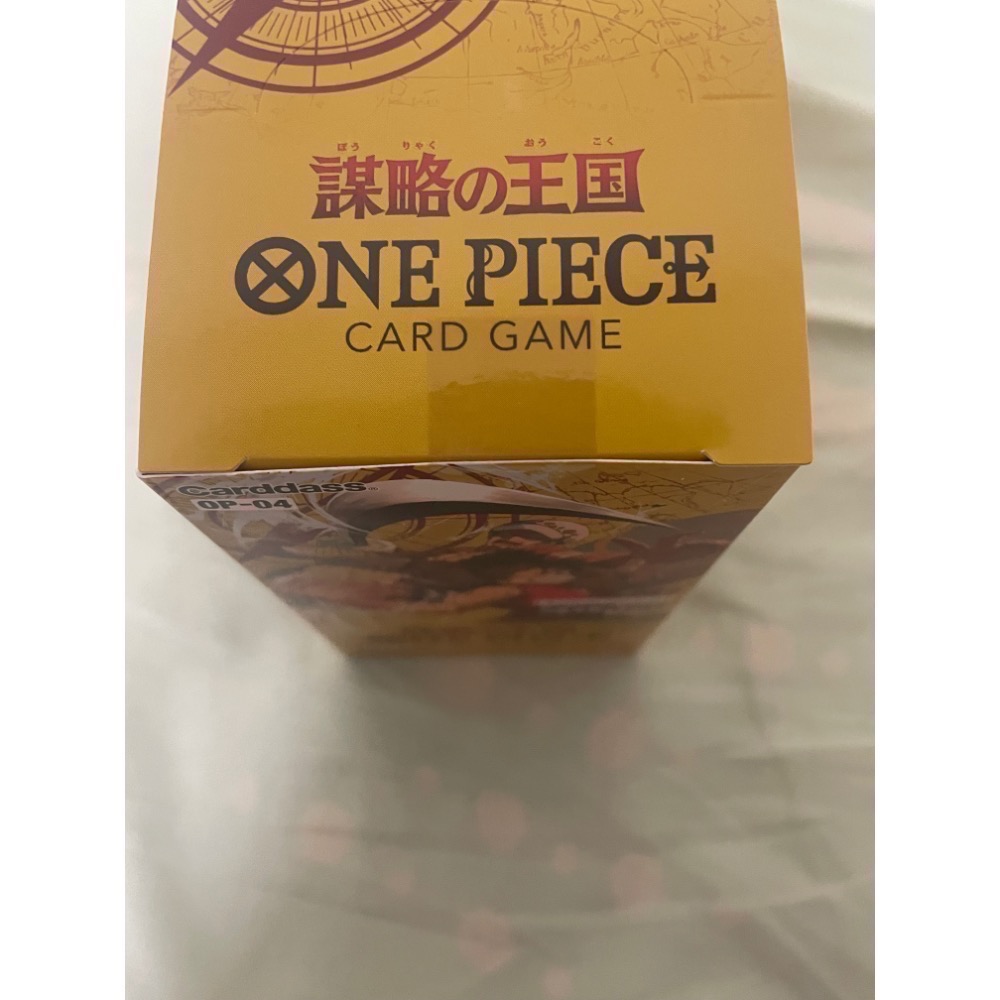 ぼう りゃく おう こく
謀略の王国
ONE PIECE
CARD GAME
Carddass
OP-04